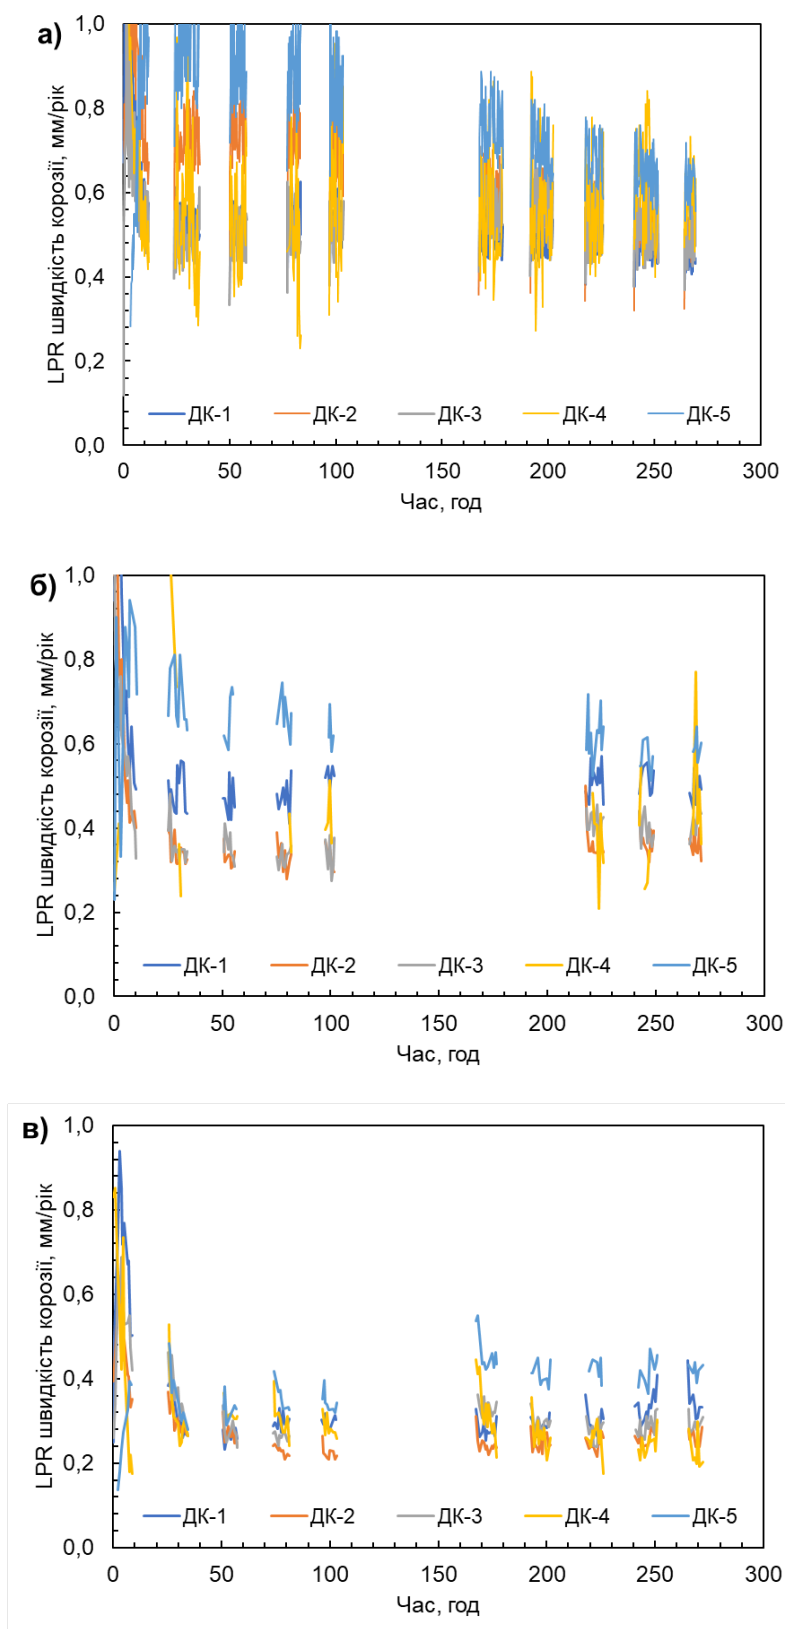 а)
LPR швидкість корозії, мм/рік
1,0
0,8
0,6
0,4
0,2
0,0
ДК-1 ДК-2 ДК-3 ДК-4 ДК-5
0 50 100 150 200 250 300
Час, год
б)
LPR швидкість корозії, мм/рік
1,0
0,8
0,6
0,4
0,2
0,0
ДК-1 ДК-2 ДК-3 ДК-4 ДК-5
0 50 100 150 200 250 300
Час, год
в)
LPR швидкість корозії, мм/рік
1,0
0,8
0,6
0,4
0,2
0,0
ДК-1 ДК-2 ДК-3 ДК-4 ДК-5
0 50 100 150 200 250 300
Час, год